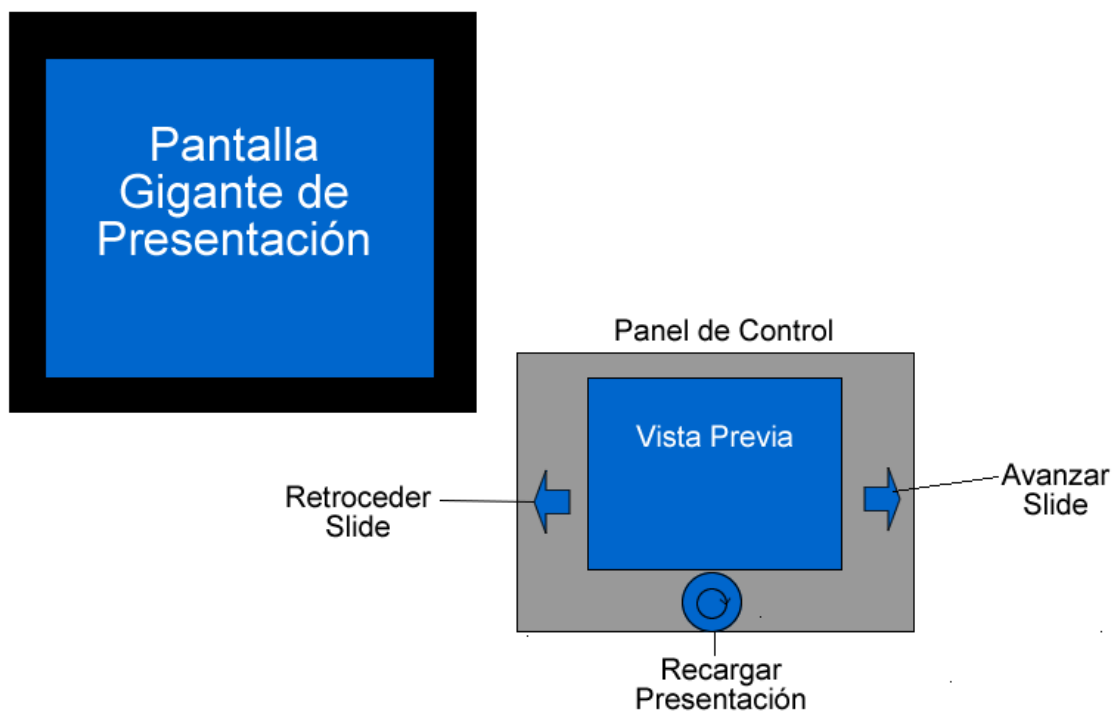 Pantalla
Gigante de
Presentación
Panel de Control
Vista Previa
Retroceder
Slide
Avanzar
Slide
Recargar
Presentación